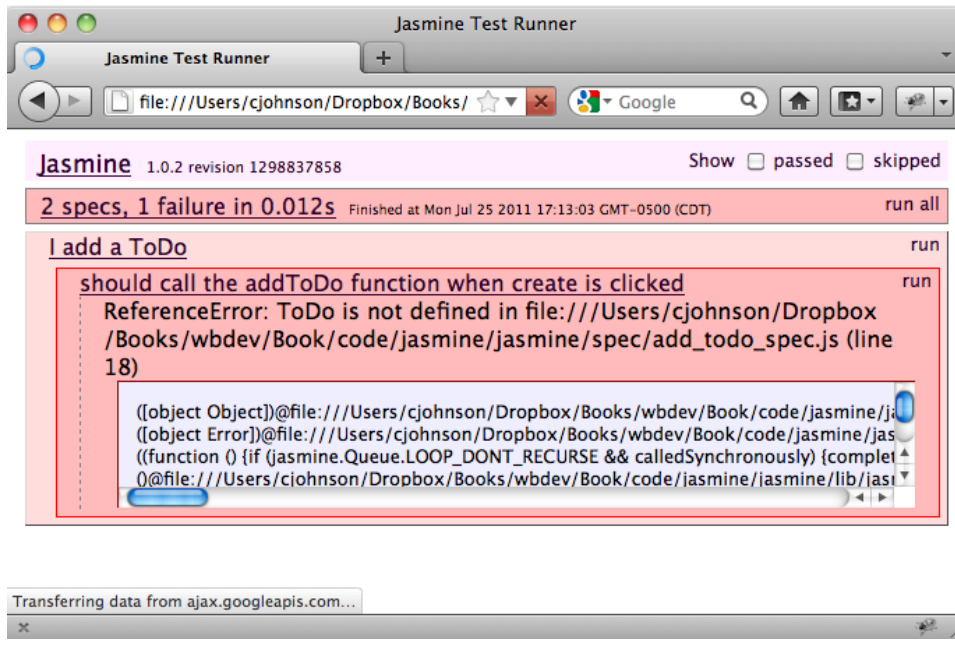 Jasmine Test Runner
Jasmine Test Runner
file:///Users/cjohnson/Dropbox/Books/ Google
Jasmine 1.0.2 revision 1298837858 Show passed skipped
2 specs, 1 failure in 0.012s Finished at Mon Jul 25 2011 17:13:03 GMT-0500 (CDT) run all
I add a ToDo run
should call the addToDo function when create is clicked run
ReferenceError: ToDo is not defined in file:///Users/cjohnson/Dropbox
/Books/wbdev/Book/code/jasmine/jasmine/spec/add_todo_spec.js (line
18)
([object Object])@file:///Users/cjohnson/Dropbox/Books/wbdev/Book/code/jasmine/ja
([object Error])@file:///Users/cjohnson/Dropbox/Books/wbdev/Book/code/jasmine/jas
((function () {if (jasmine.Queue.LOOP_DONT_RECURSE && calledSynchronously) {complet
()@file:///Users/cjohnson/Dropbox/Books/wbdev/Book/code/jasmine/jasmine/lib/jasr
Transferring data from ajax.googleapis.com...